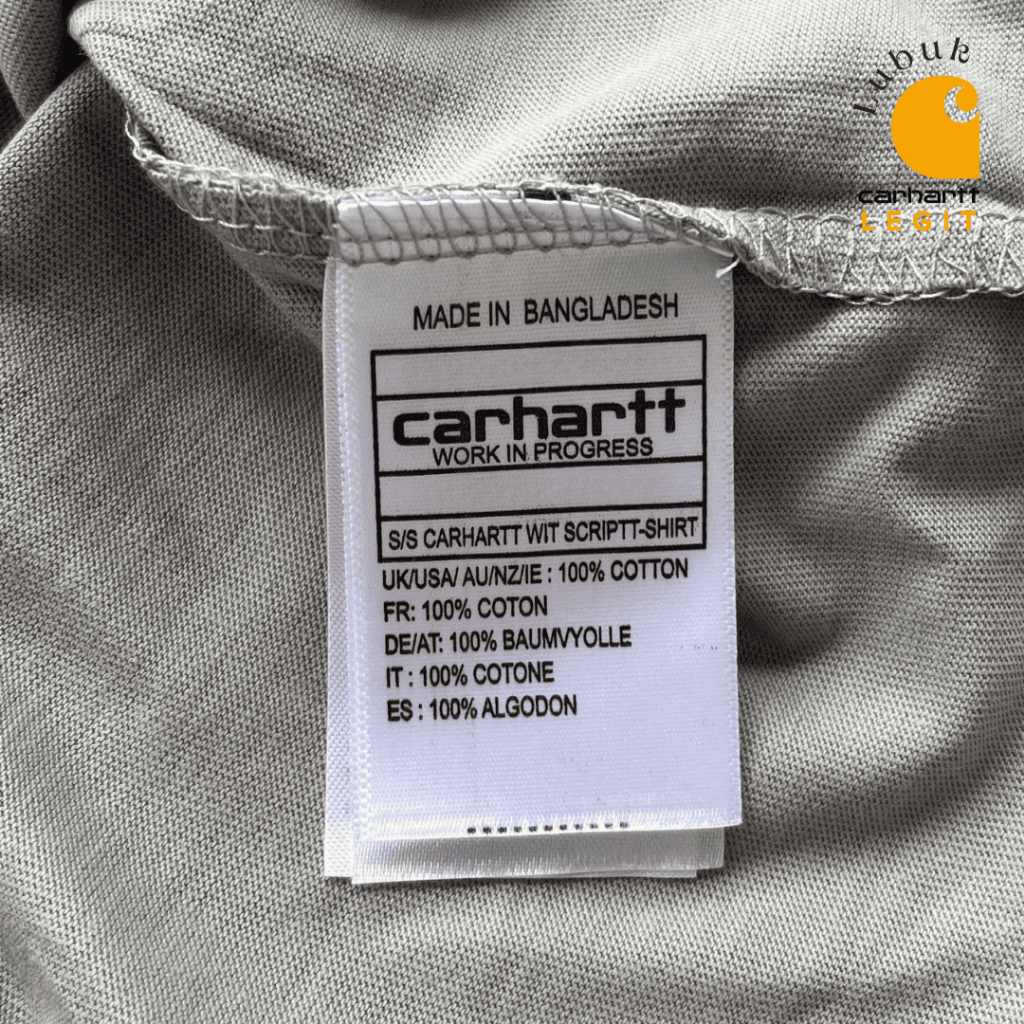 Lubuk
carhartt
LEGIT
MADE IN BANGLADESH
carhartt
WORK IN PROGRESS
S/S CARHARTT WIT SCRIPTT-SHIRT
UK/USA/ AU/NZ/IE : 100% COTTON
FR: 100% COTON
DE/AT: 100% BAUMVYOLLE
IT : 100% COTONE
ES : 100% ALGODON